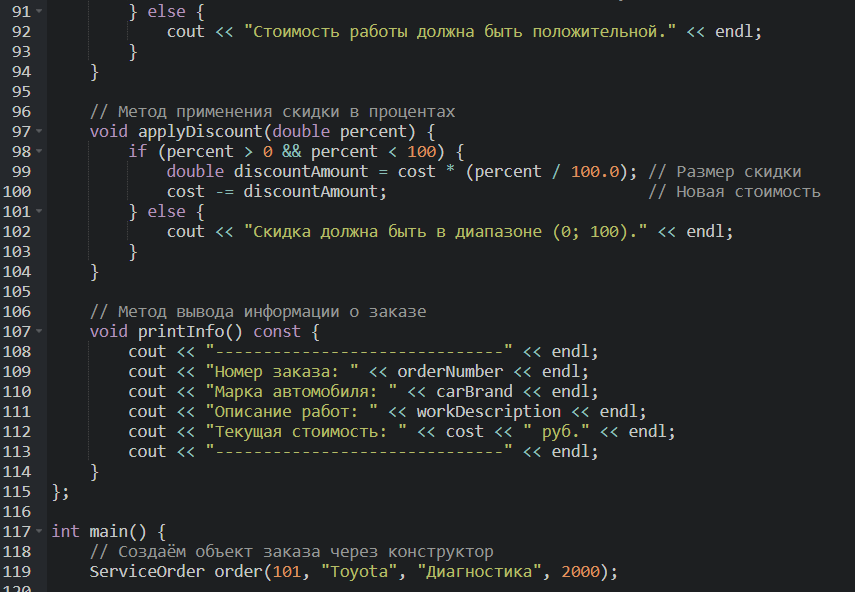 91 } else {
92 cout << "Стоимость работы должна быть положительной." << endl;
93 }
94 }
95
96 // Метод применения скидки в процентах
97 void applyDiscount(double percent) {
98 if (percent > 0 && percent < 100) {
99 double discountAmount = cost * (percent / 100.0); // Размер скидки
100 cost -= discountAmount; // Новая стоимость
101 } else {
102 cout << "Скидка должна быть в диапазоне (0; 100)." << endl;
103 }
104 }
105
106 // Метод вывода информации о заказе
107 void printInfo() const {
108 cout << "------------------------------" << endl;
109 cout << "Номер заказа: " << orderNumber << endl;
110 cout << "Марка автомобиля: " << carBrand << endl;
111 cout << "Описание работ: " << workDescription << endl;
112 cout << "Текущая стоимость: " << cost << " руб." << endl;
113 cout << "------------------------------" << endl;
114 }
115 };
116
117 int main() {
118 // Создаём объект заказа через конструктор
119 ServiceOrder order(101, "Toyota", "Диагностика", 2000);
120